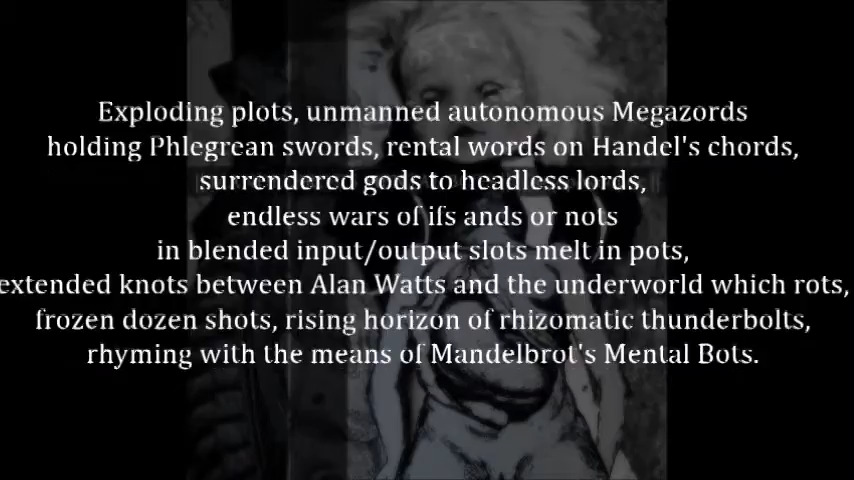 Exploding plots, unmanned autonomous Megazords
holding Phlegrean swords, rental words on Handel's chords,
surrendered gods to headless lords,
endless wars of ifs ands or nots
in blended input/output slots melt in pots,
extended knots between Alan Watts and the underworld which rots,
frozen dozen shots, rising horizon of rhizomatic thunderbolts,
rhyming with the means of Mandelbrot's Mental Bots.